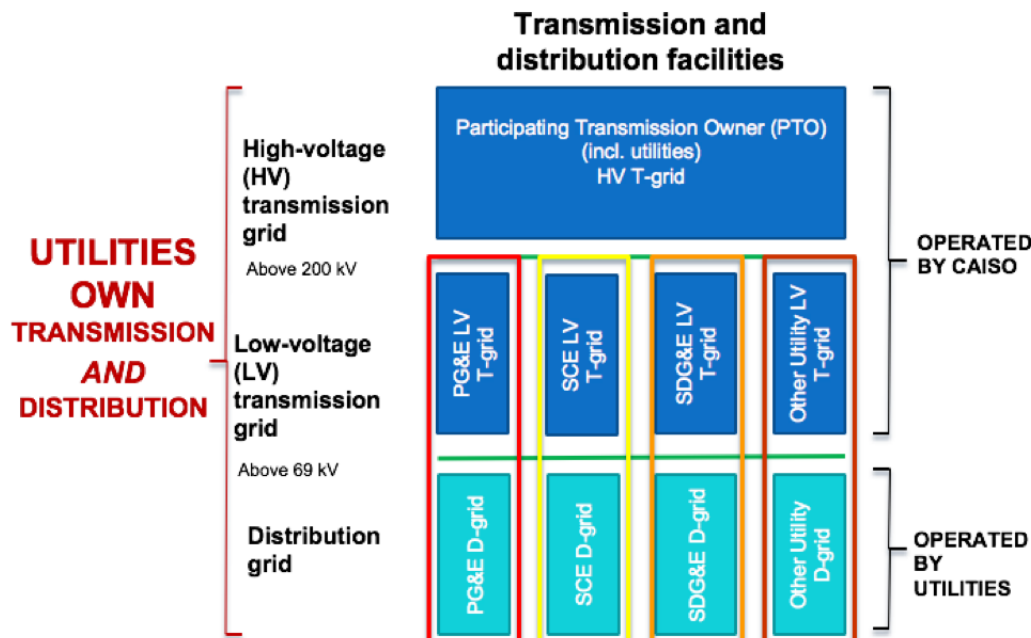 Transmission and
distribution facilities
UTILITIES
OWN
TRANSMISSION
AND
DISTRIBUTION
High-voltage
(HV)
transmission
grid
Above 200 kV
Low-voltage
(LV)
transmission
grid
Above 69 kV
Distribution
grid
Participating Transmission Owner (PTO)
(incl. utilities)
HV T-grid
PG&E LV
T-grid
SCE LV
T-grid
SDG&E LV
T-grid
Other Utility LV
T-grid
PG&E D-grid
SCE D-grid
SDG&E D-grid
Other Utility
D-grid
OPERATED
BY CAISO
OPERATED
BY
UTILITIES